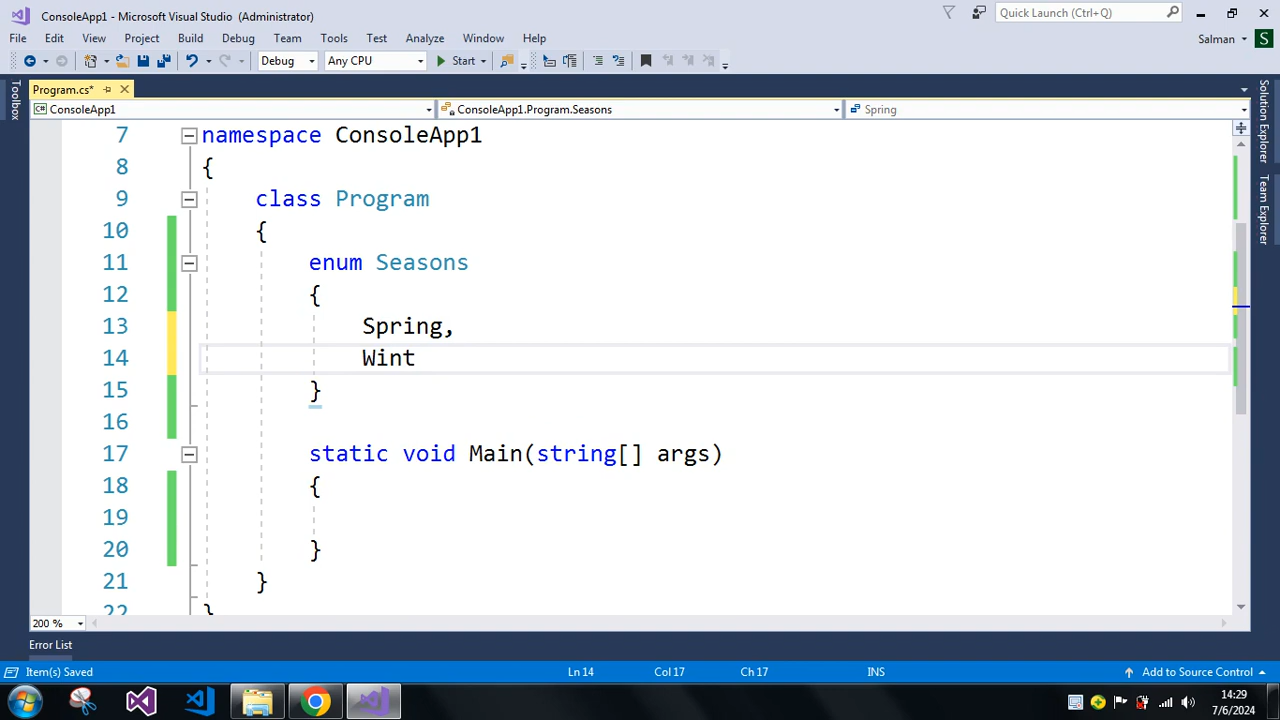 ConsoleApp1 - Microsoft Visual Studio (Administrator)
Quick Launch (Ctrl+Q)
File Edit View Project Build Debug Team Tools Test Analyze Window Help
Salman S
Debug Any CPU Start
Program.cs*
ConsoleApp1 ConsoleApp1.Program.Seasons Spring
Toolbox
Solution Explorer
Team Explorer
7 namespace ConsoleApp1
8 {
9 class Program
10 {
11 enum Seasons
12 {
13 Spring,
14 Wint
15 }
16
17 static void Main(string[] args)
18 {
19
20 }
21 }
22 }
200 %
Error List
Item(s) Saved Ln 14 Col 17 Ch 17 INS Add to Source Control
14:29
7/6/2024